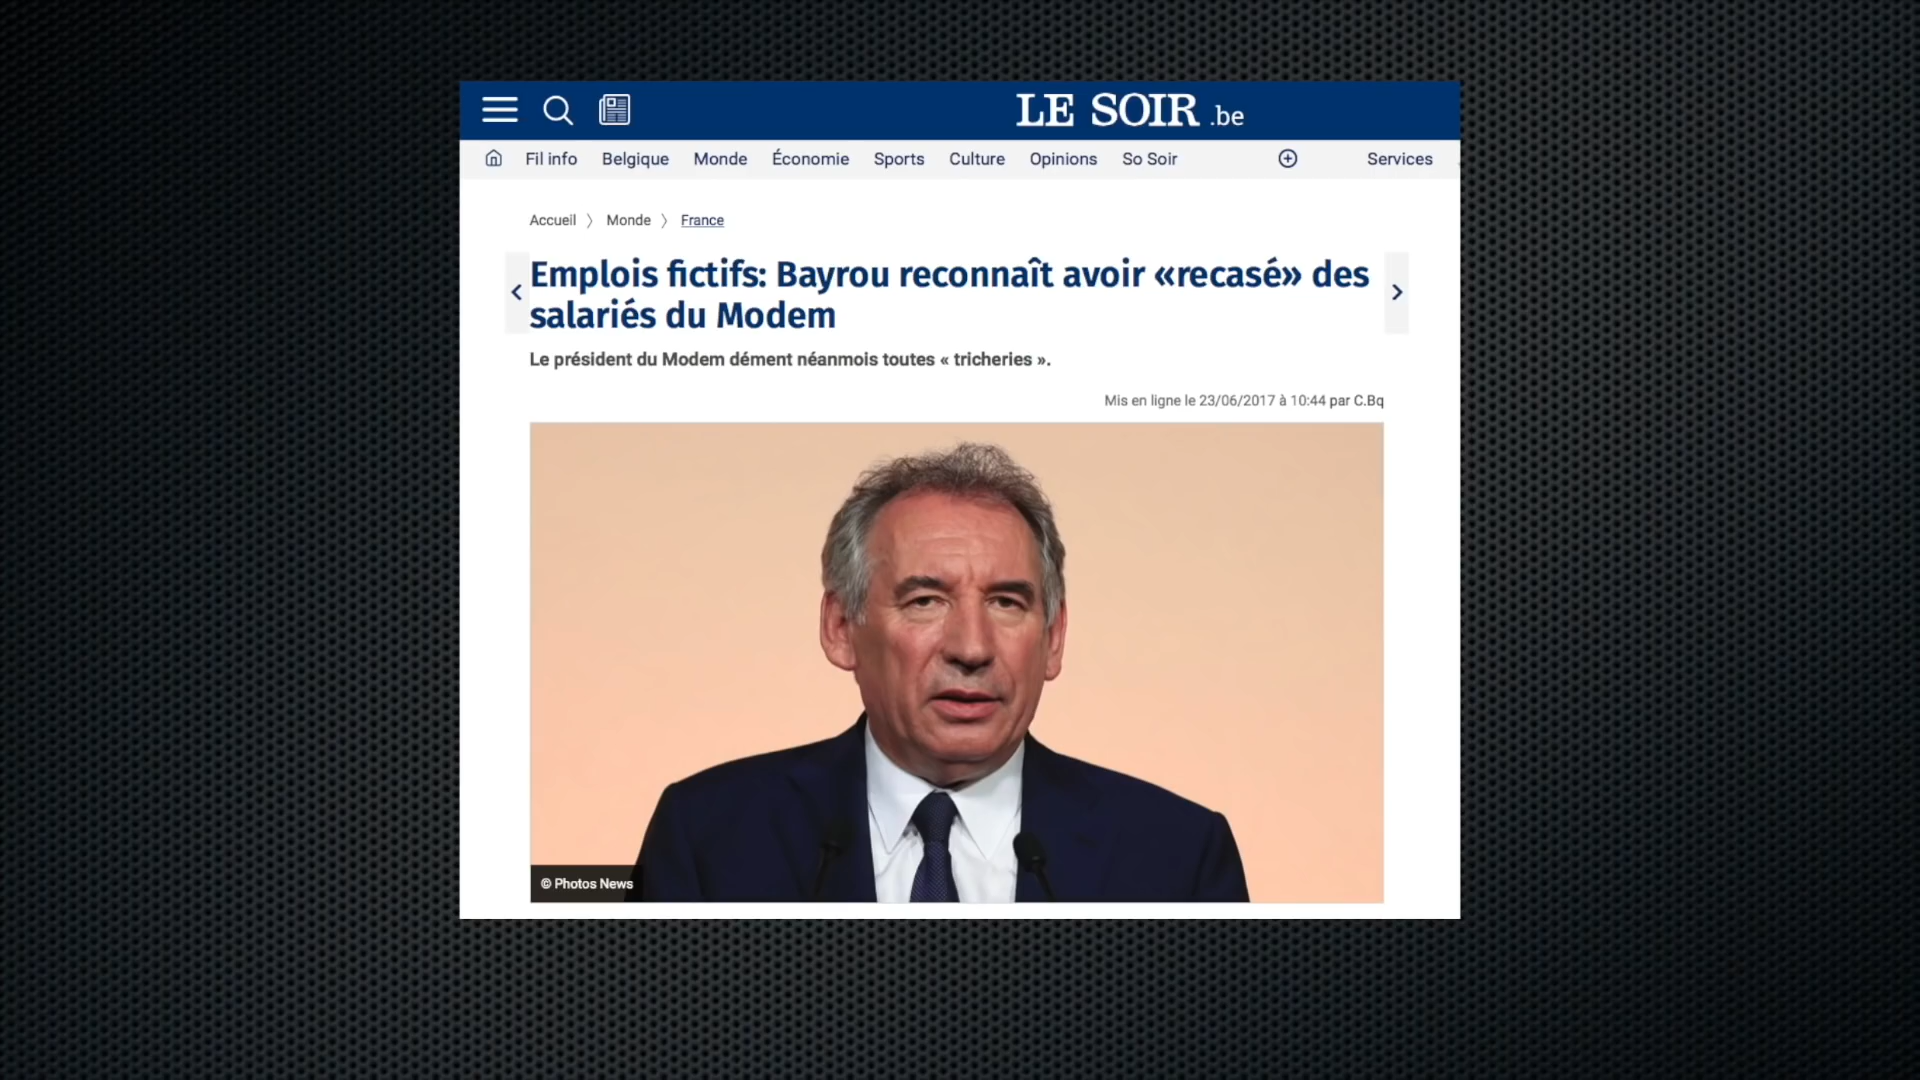 LE SOIR .be
Fil info Belgique Monde Économie Sports Culture Opinions So Soir Services
Accueil 〉 Monde 〉 France
Emplois fictifs: Bayrou reconnaît avoir «recasé» des
salariés du Modem
Le président du Modem dément néanmois toutes « tricheries ».
Mis en ligne le 23/06/2017 à 10:44 par C.Bq
© Photos News